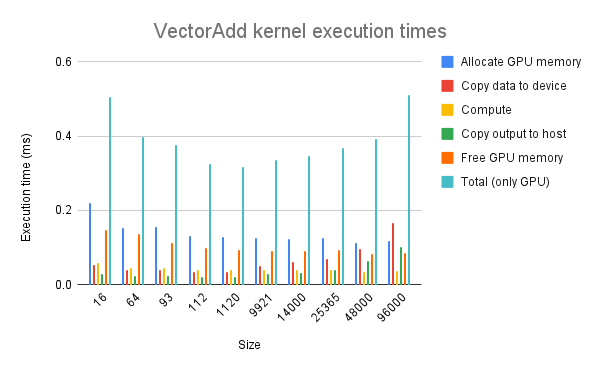 VectorAdd kernel execution times
Execution time (ms)
0.6
0.4
0.2
0.0
16
64
93
112
1120
9921
14000
25365
48000
96000
Size
Allocate GPU memory
Copy data to device
Compute
Copy output to host
Free GPU memory
Total (only GPU)